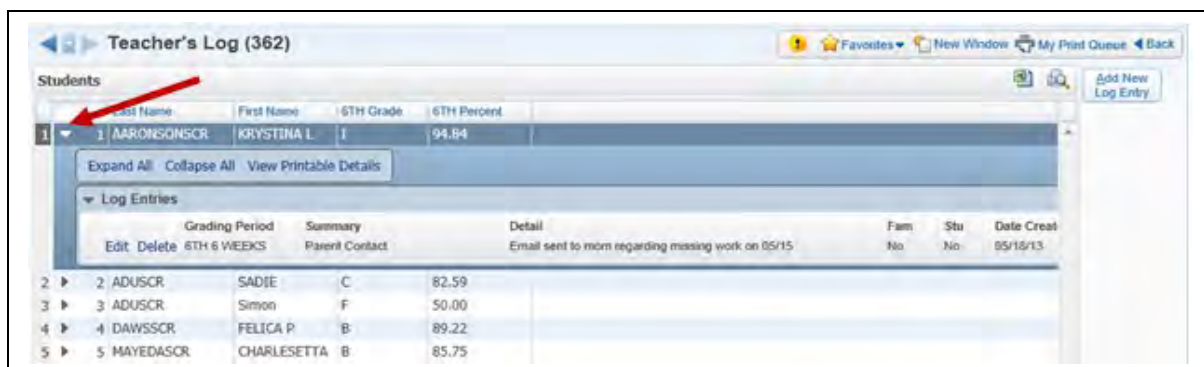 Teacher's Log (362) Favorites New Window My Print Queue Back
Students Add New
Log Entry
Last Name First Name 6TH Grade 6TH Percent
1 1 AARONSONSCR KRYSTINA L I 94.84
Expand All Collapse All View Printable Details
Log Entries
Grading Period Summary Detail Fam Stu Date Creat
Edit Delete 6TH 6 WEEKS Parent Contact Email sent to mom regarding missing work on 05/15 No No 05/18/13
2 2 ADUSCR SADIE C 82.59
3 3 ADUSCR Simon F 50.00
4 4 DAWSSCR FELICA P B 89.22
5 5 MAYEDASCR CHARLESETTA B 85.75